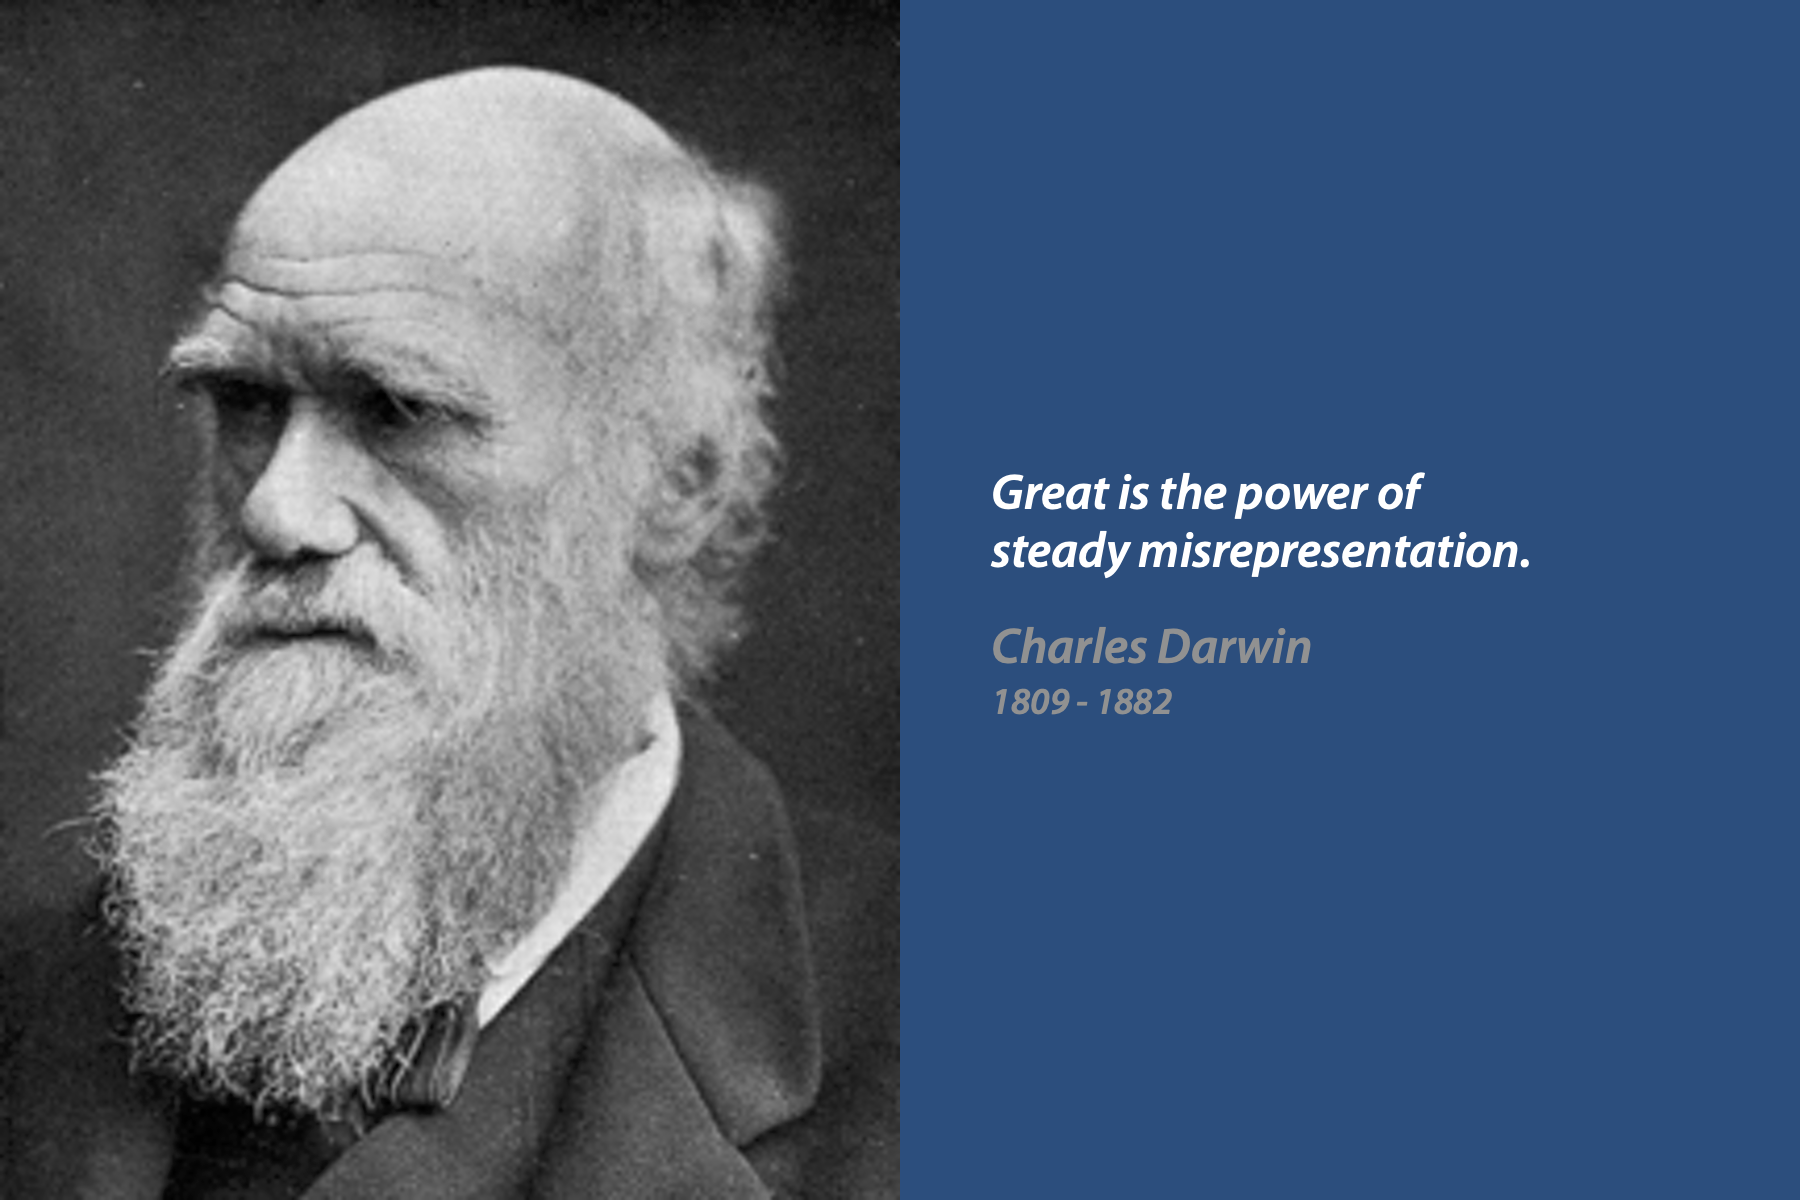 Great is the power of
steady misrepresentation.
Charles Darwin
1809 - 1882